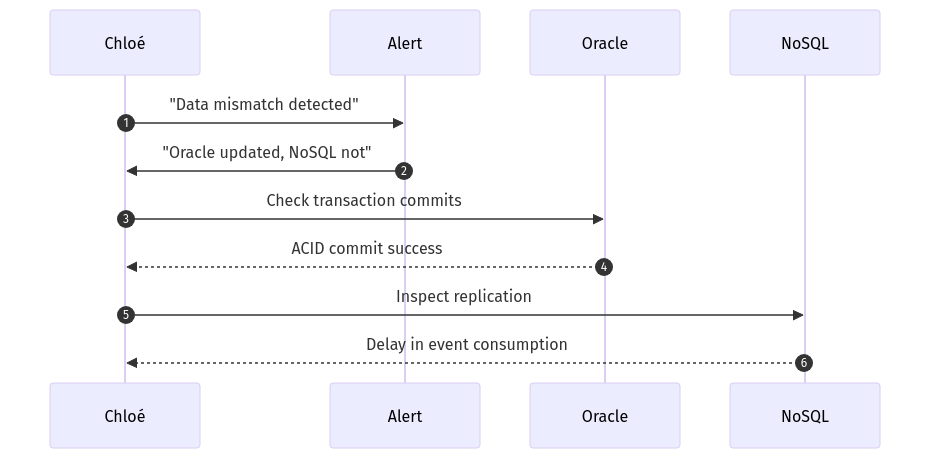 Chloé
Alert
Oracle
NoSQL
"Data mismatch detected"
1
"Oracle updated, NoSQL not"
2
Check transaction commits
3
ACID commit success
4
Inspect replication
5
Delay in event consumption
6
Chloé
Alert
Oracle
NoSQL